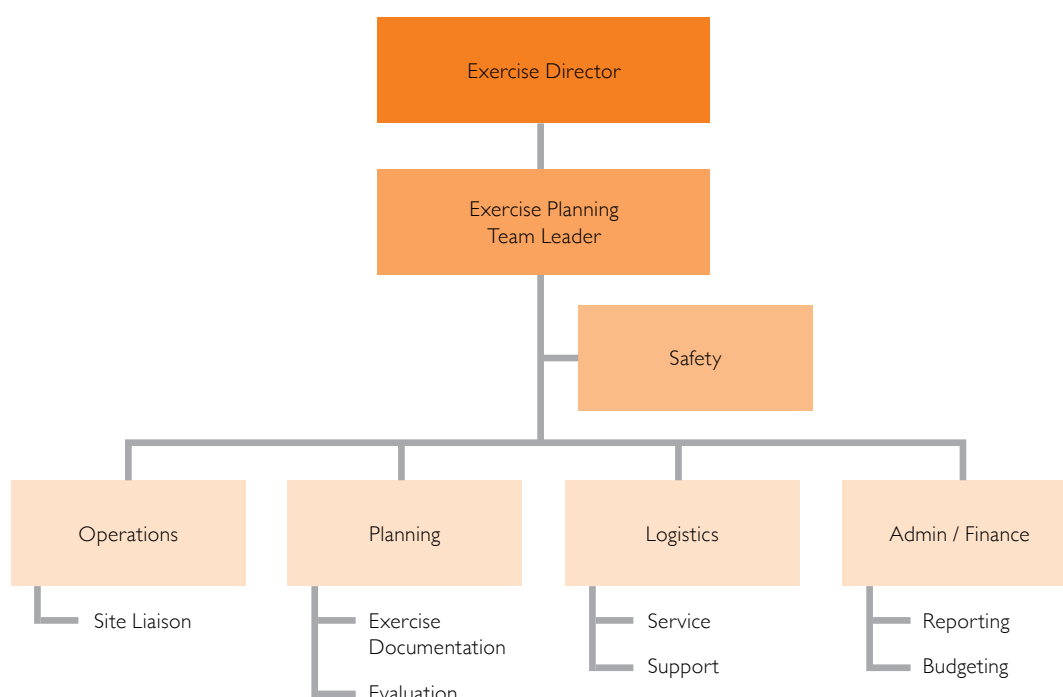 Exercise Director
Exercise Planning
Team Leader
Safety
Operations
Planning
Logistics
Admin / Finance
Site Liaison
Exercise
Documentation
Evaluation
Service
Support
Reporting
Budgeting